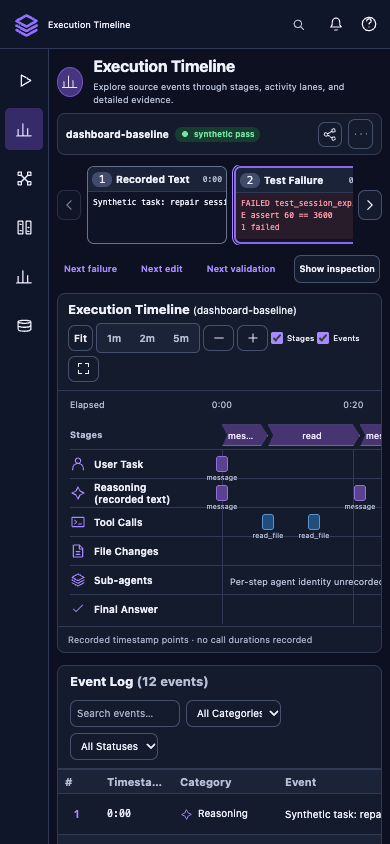 Execution Timeline
Execution Timeline
Explore source events through stages, activity lanes, and
detailed evidence.
dashboard-baseline synthetic pass
1 Recorded Text 0:00
Synthetic task: repair sessi
2 Test Failure
FAILED test_session_exp
E assert 60 == 3600
1 failed
Next failure Next edit Next validation Show inspection
Execution Timeline (dashboard-baseline)
Fit 1m 2m 5m − + Stages Events
Elapsed 0:00 0:20
Stages mes... read mes
User Task
message
Reasoning
(recorded text)
message message
Tool Calls
read_file read_file
File Changes
Sub-agents Per-step agent identity unrecorded
Final Answer
Recorded timestamp points · no call durations recorded
Event Log (12 events)
Search events... All Categories
All Statuses
# Timesta... Category Event
1 0:00 Reasoning Synthetic task: repa